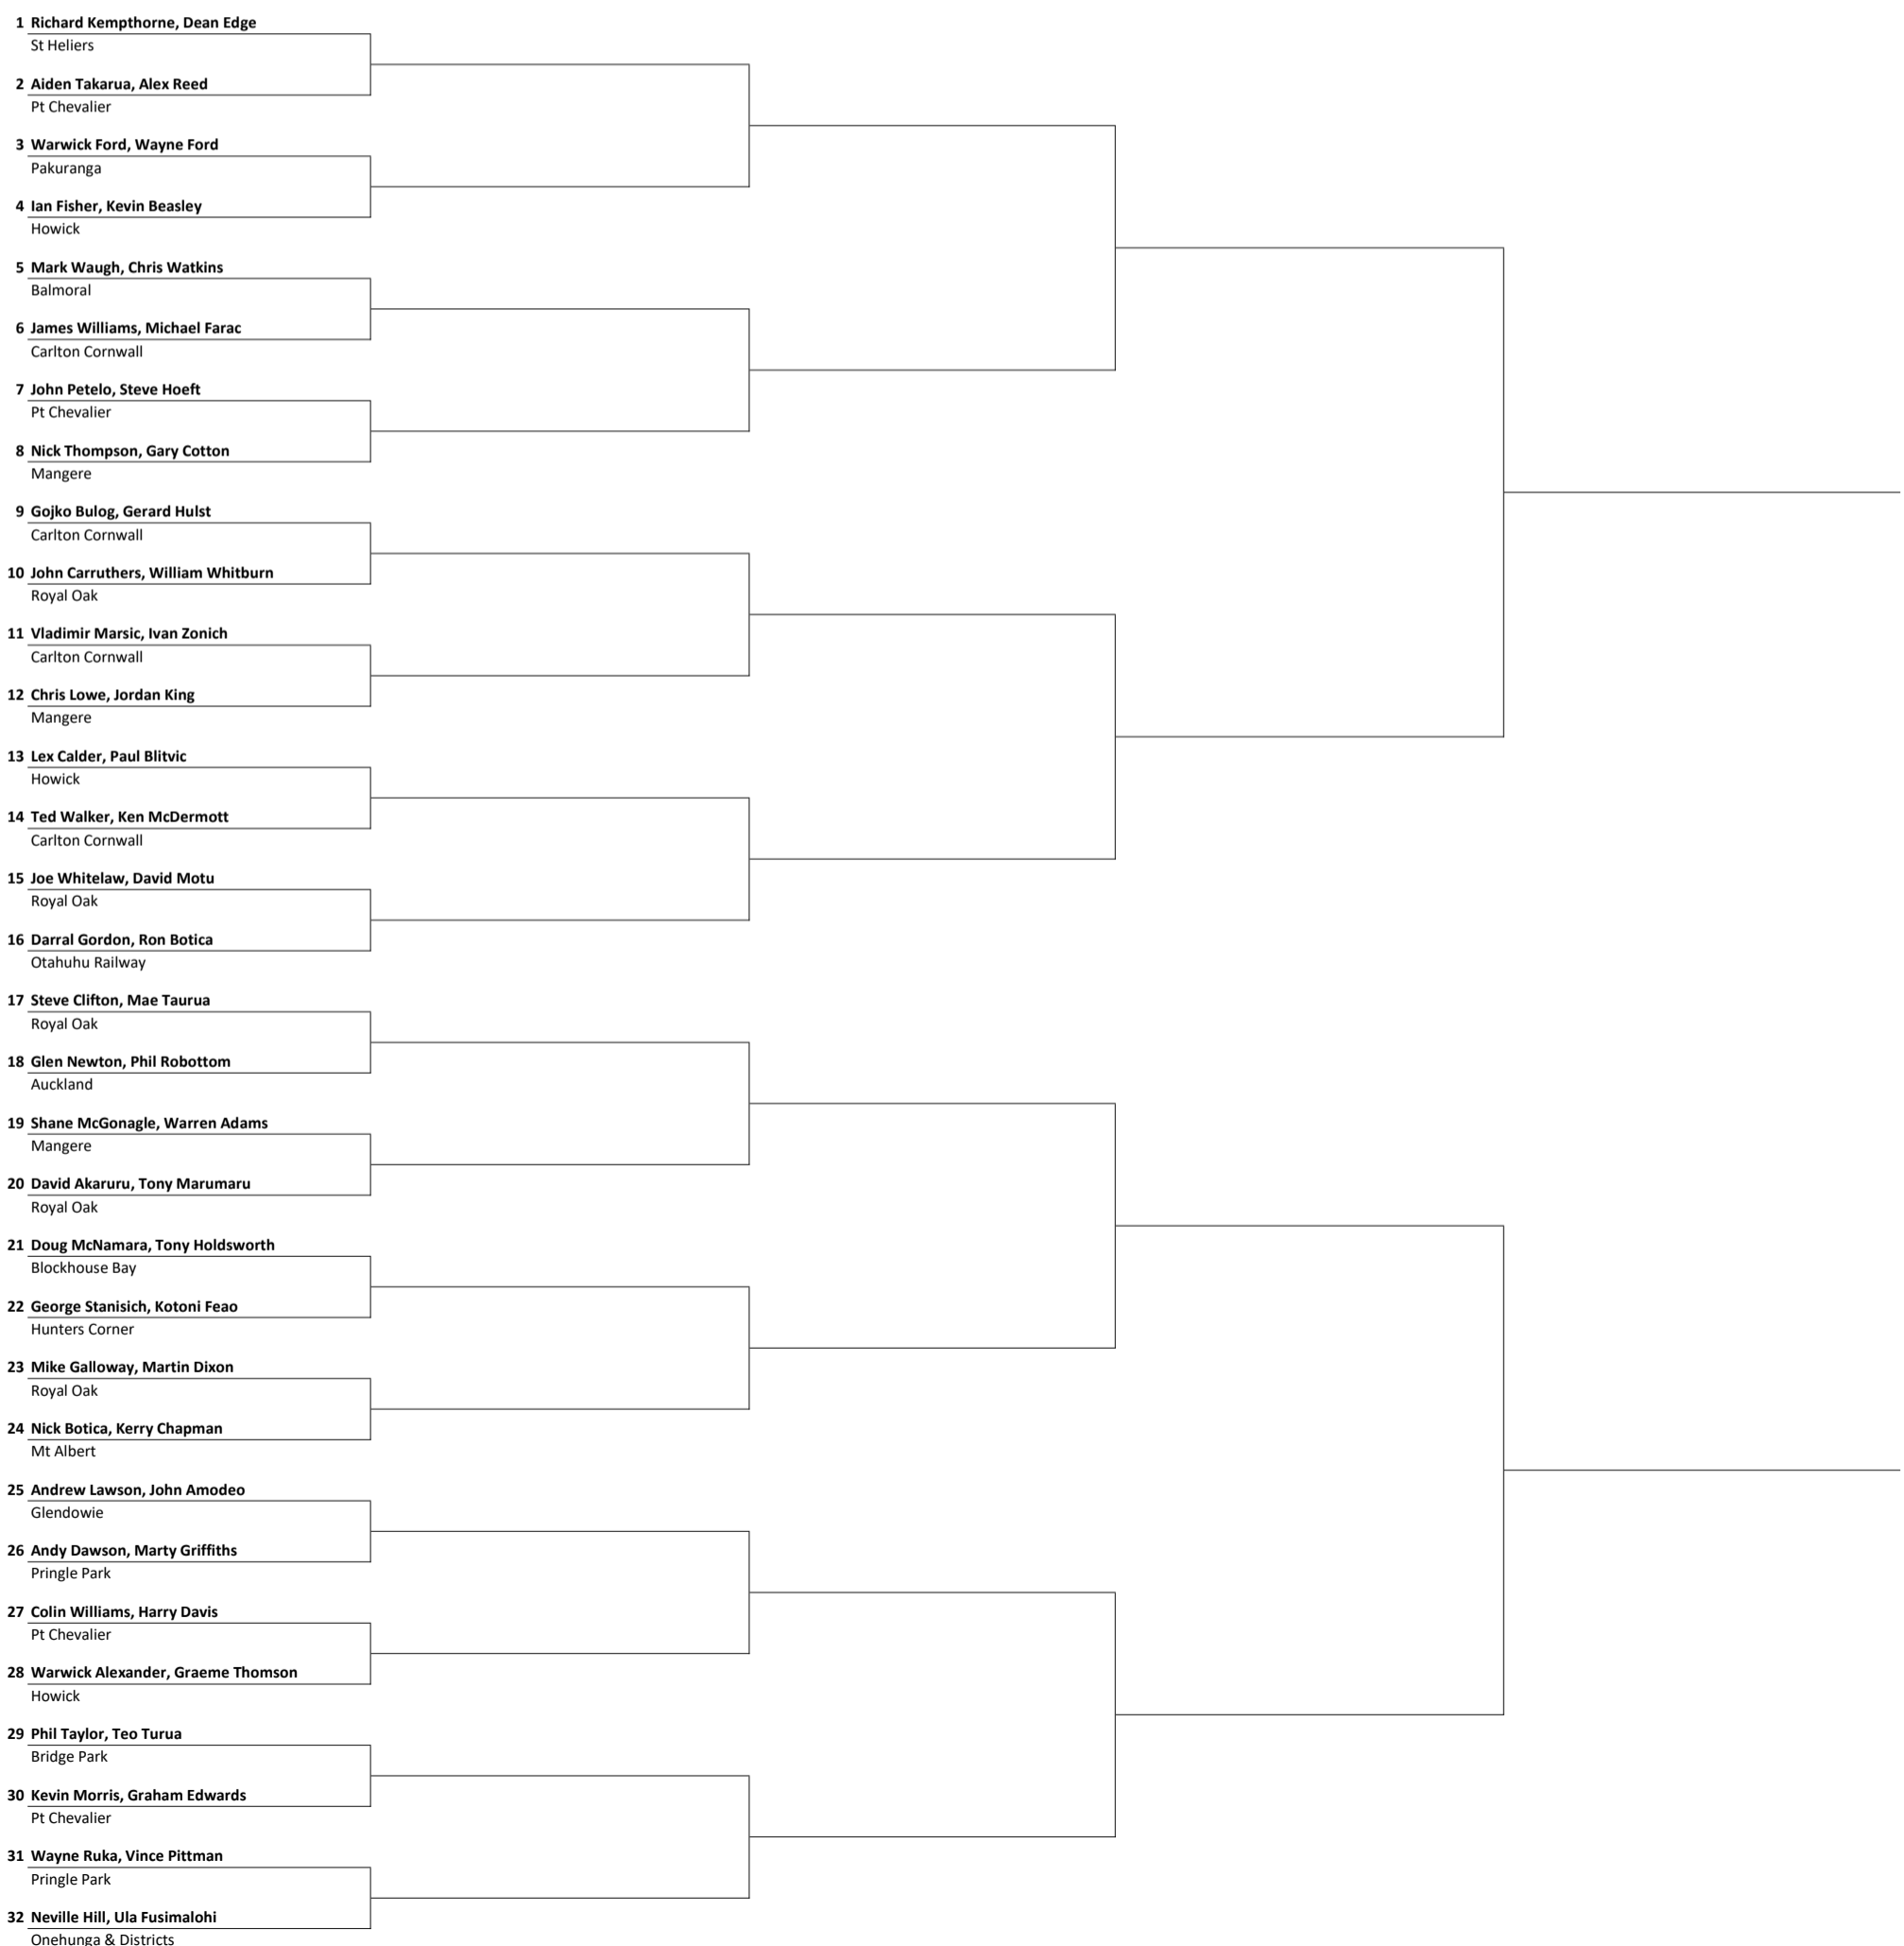 1 Richard Kempthorne, Dean Edge
St Heliers
2 Aiden Takarua, Alex Reed
Pt Chevalier
3 Warwick Ford, Wayne Ford
Pakuranga
4 Ian Fisher, Kevin Beasley
Howick
5 Mark Waugh, Chris Watkins
Balmoral
6 James Williams, Michael Farac
Carlton Cornwall
7 John Petelo, Steve Hoeft
Pt Chevalier
8 Nick Thompson, Gary Cotton
Mangere
9 Gojko Bulog, Gerard Hulst
Carlton Cornwall
10 John Carruthers, William Whitburn
Royal Oak
11 Vladimir Marsic, Ivan Zonich
Carlton Cornwall
12 Chris Lowe, Jordan King
Mangere
13 Lex Calder, Paul Blitvic
Howick
14 Ted Walker, Ken McDermott
Carlton Cornwall
15 Joe Whitelaw, David Motu
Royal Oak
16 Darral Gordon, Ron Botica
Otahuhu Railway
17 Steve Clifton, Mae Taurua
Royal Oak
18 Glen Newton, Phil Robottom
Auckland
19 Shane McGonagle, Warren Adams
Mangere
20 David Akaruru, Tony Marumaru
Royal Oak
21 Doug McNamara, Tony Holdsworth
Blockhouse Bay
22 George Stanisich, Kotoni Feao
Hunters Corner
23 Mike Galloway, Martin Dixon
Royal Oak
24 Nick Botica, Kerry Chapman
Mt Albert
25 Andrew Lawson, John Amodeo
Glendowie
26 Andy Dawson, Marty Griffiths
Pringle Park
27 Colin Williams, Harry Davis
Pt Chevalier
28 Warwick Alexander, Graeme Thomson
Howick
29 Phil Taylor, Teo Turua
Bridge Park
30 Kevin Morris, Graham Edwards
Pt Chevalier
31 Wayne Ruka, Vince Pittman
Pringle Park
32 Neville Hill, Ula Fusimalohi
Onehunga & Districts